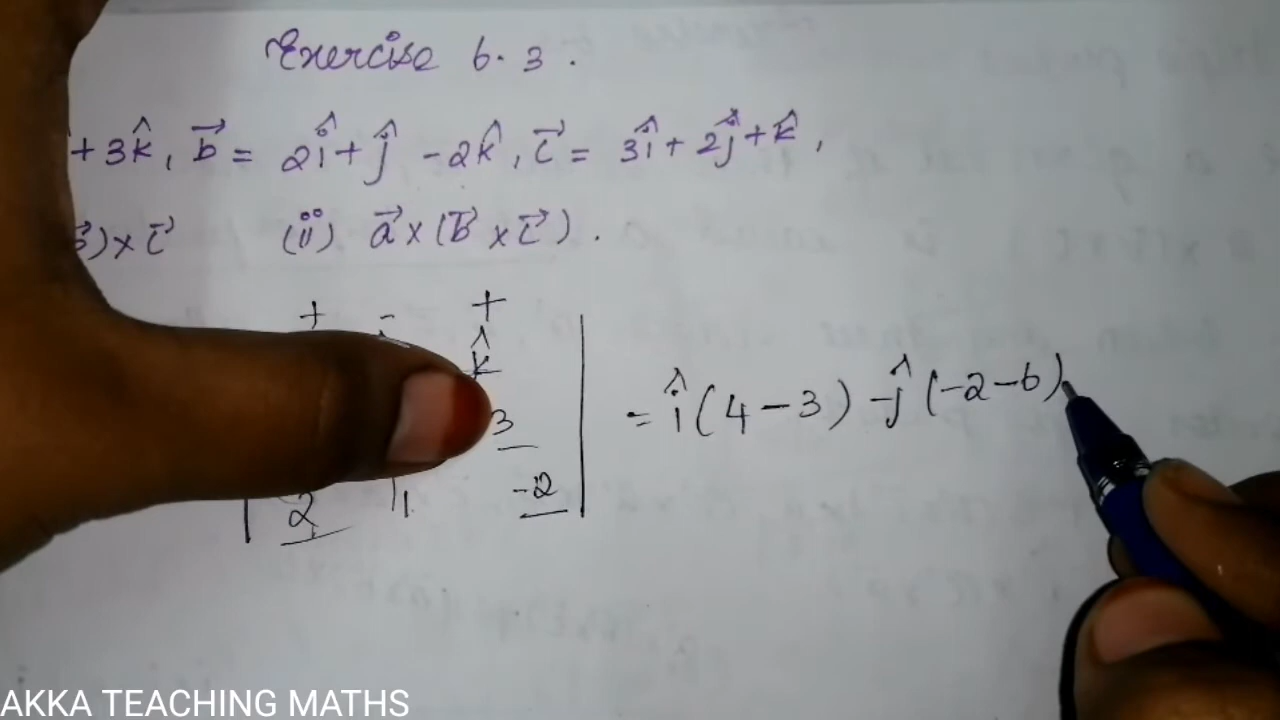 Exercise 6.3.
+ 3k̂, b⃗ = 2î + ĵ - 2k̂, c⃗ = 3î + 2ĵ + k̂,
)×c⃗ (ii) a⃗×(b⃗×c⃗).
+ - +
k̂
3 = î(4-3) -ĵ(-2-6)
2 1 -2
AKKA TEACHING MATHS